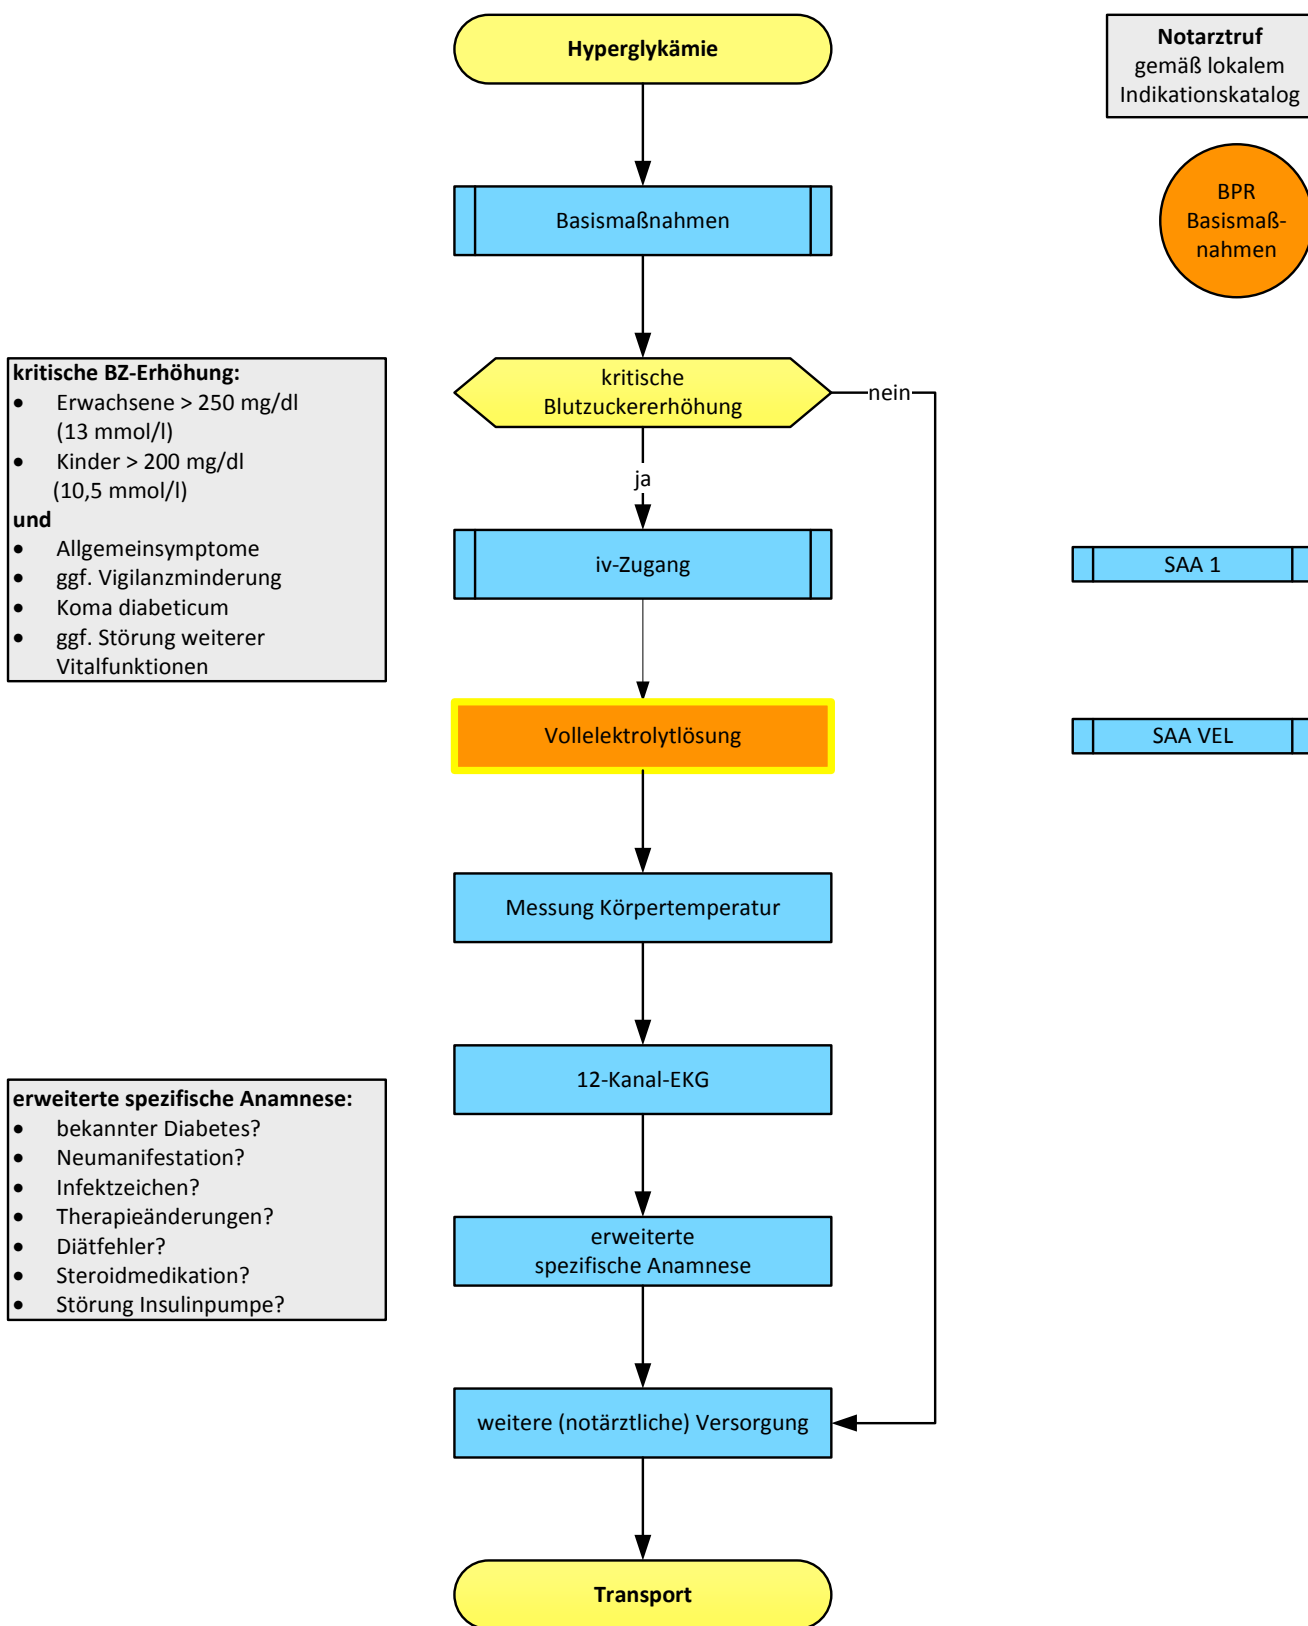 Hyperglykämie
Notarztruf
gemäß lokalem
Indikationskatalog
Basismaßnahmen
BPR
Basismaß-
nahmen
kritische BZ-Erhöhung:
• Erwachsene > 250 mg/dl
(13 mmol/l)
• Kinder > 200 mg/dl
(10,5 mmol/l)
und
• Allgemeinsymptome
• ggf. Vigilanzminderung
• Koma diabeticum
• ggf. Störung weiterer
Vitalfunktionen
kritische
Blutzuckererhöhung
nein
ja
iv-Zugang
SAA 1
Vollelektrolytlösung
SAA VEL
Messung Körpertemperatur
12-Kanal-EKG
erweiterte spezifische Anamnese:
• bekannter Diabetes?
• Neumanifestation?
• Infektzeichen?
• Therapieänderungen?
• Diätfehler?
• Steroidmedikation?
• Störung Insulinpumpe?
erweiterte
spezifische Anamnese
weitere (notärztliche) Versorgung
Transport